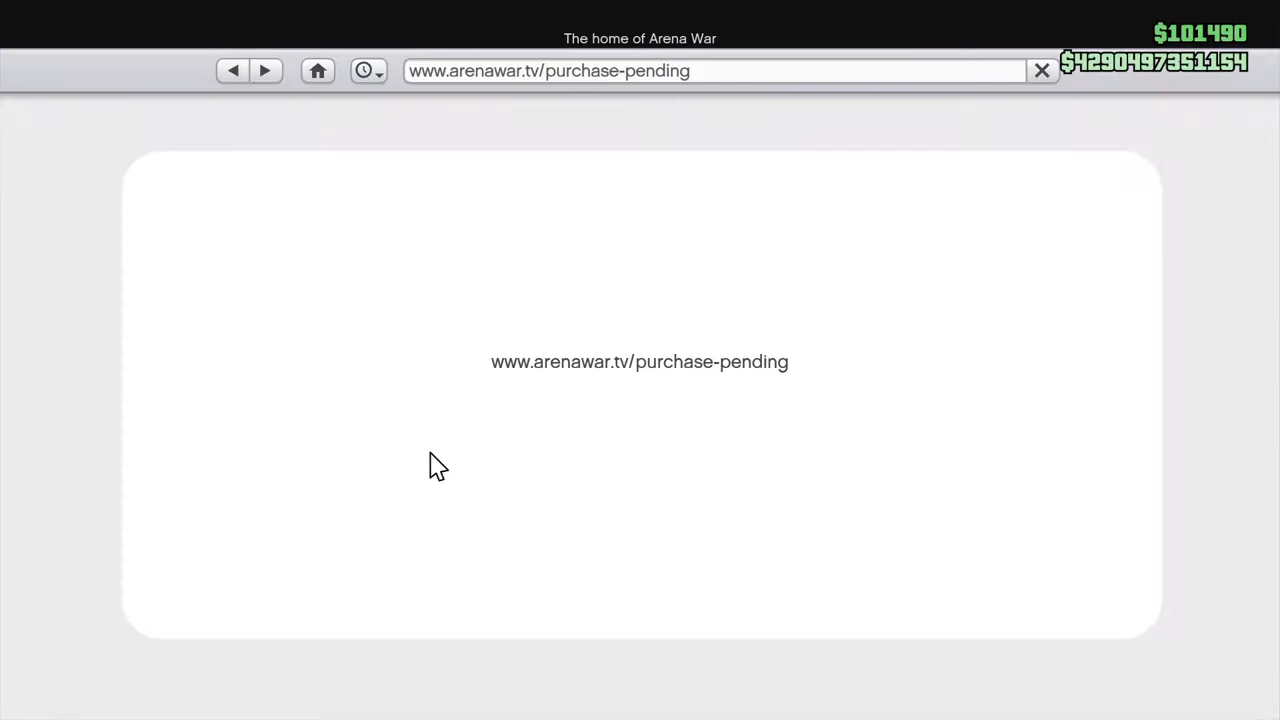 The home of Arena War
$101490
www.arenawar.tv/purchase-pending
$4290497351154
www.arenawar.tv/purchase-pending